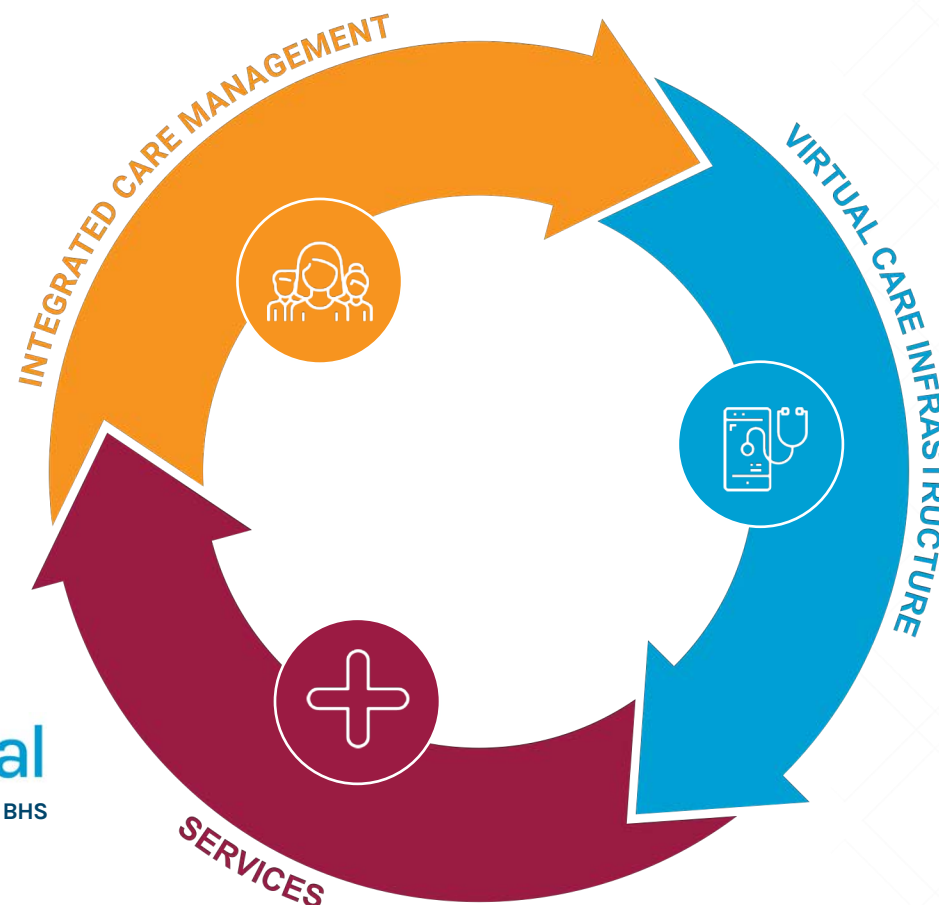 INTEGRATED CARE MANAGEMENT
VIRTUAL CARE INFRASTRUCTURE
al
BHS
SERVICES